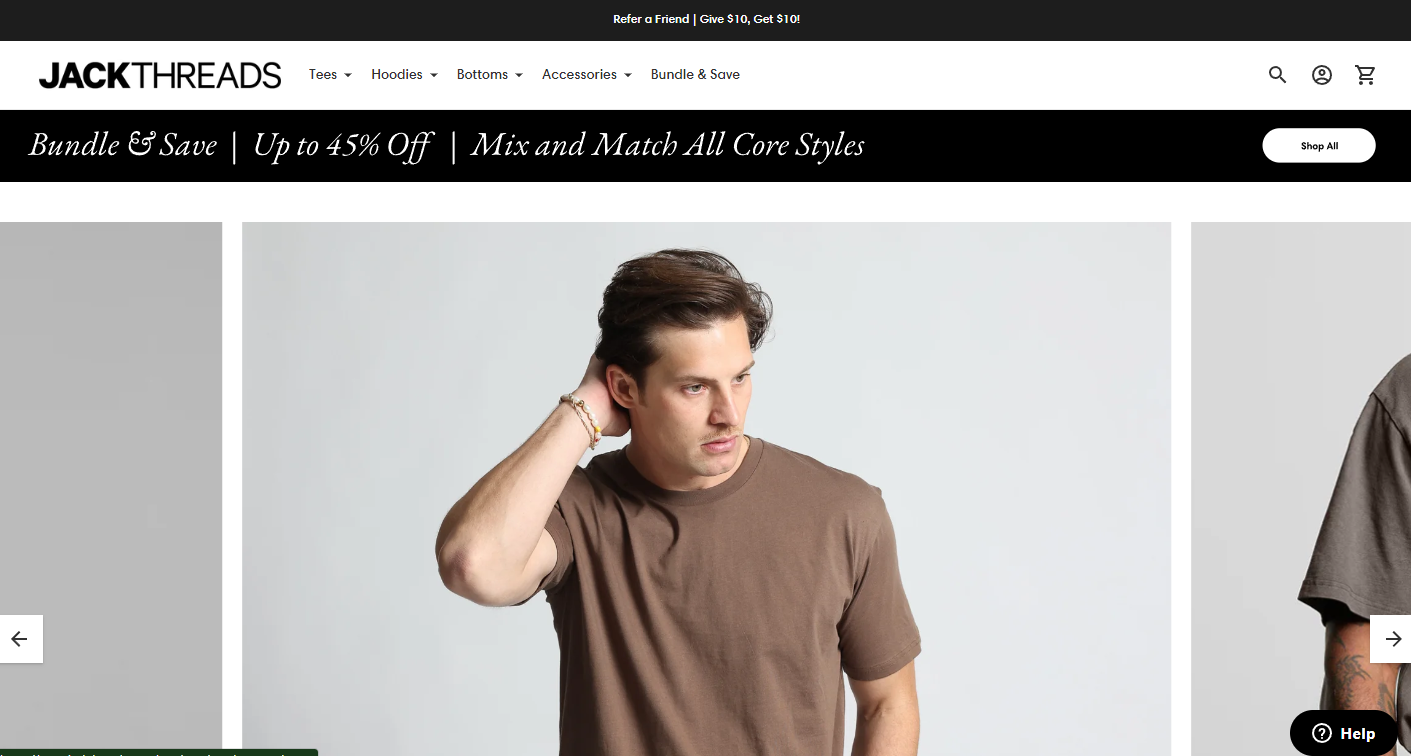 Refer a Friend | Give $10, Get $10!
JACKTHREADS
Tees
Hoodies
Bottoms
Accessories
Bundle & Save
Bundle & Save | Up to 45% Off | Mix and Match All Core Styles
Shop All
Help